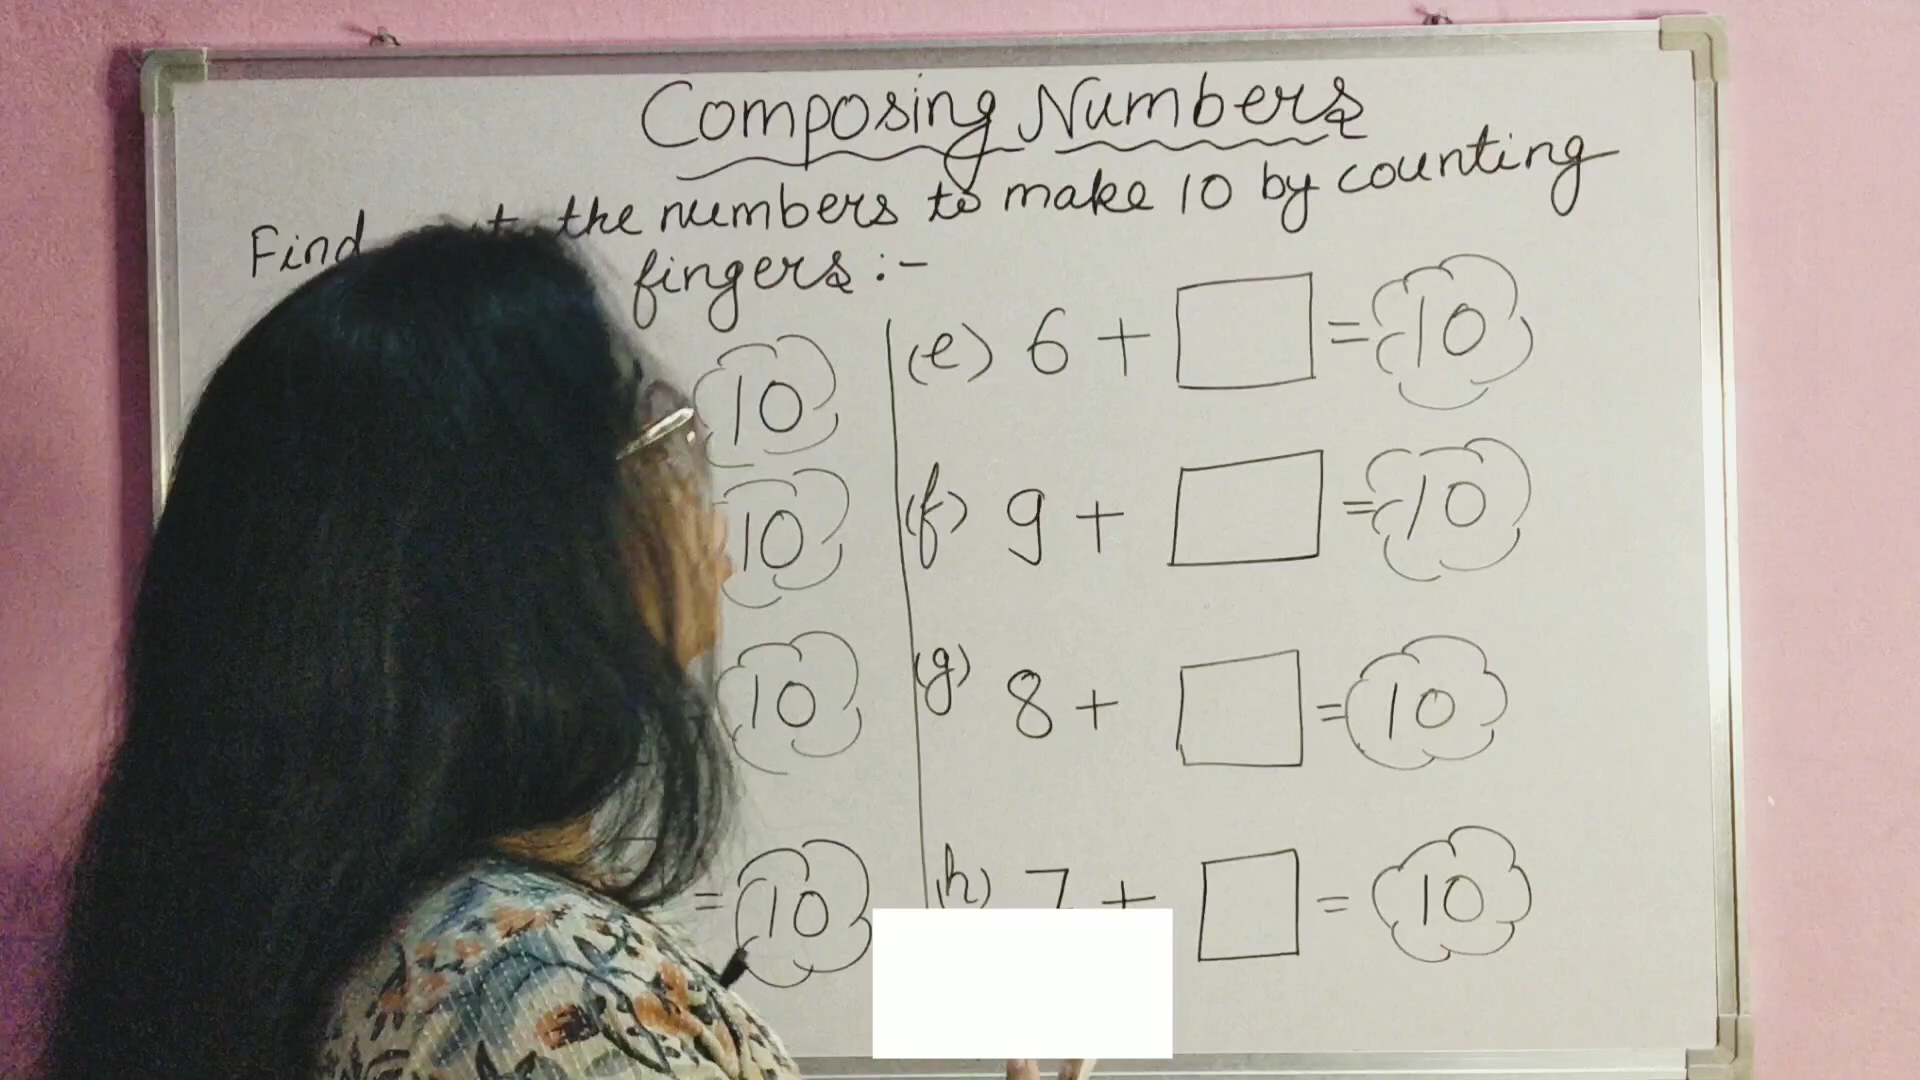 Composing Numbers
Find the numbers to make 10 by counting
fingers :-
10
10
10
= 10
(e) 6 + = 10
(f) 9 + = 10
(g) 8 + = 10
(h) 7 + = 10